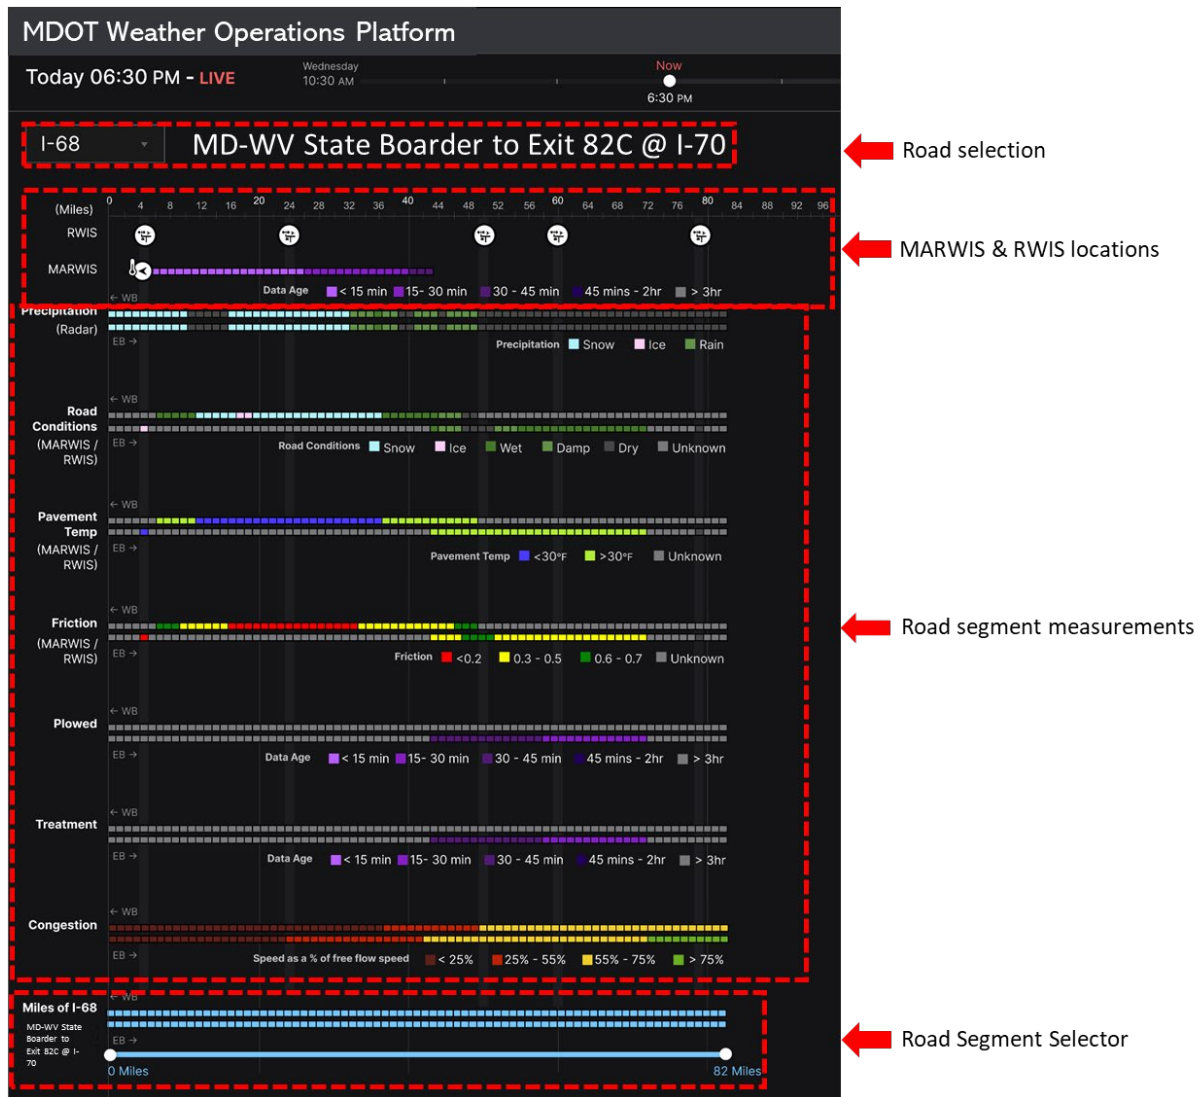 MDOT Weather Operations Platform
Today 06:30 PM - LIVE
Wednesday
10:30 AM
Now
6:30 PM
I-68
MD-WV State Boarder to Exit 82C @ I-70
Road selection
(Miles)
0 4 8 12 16 20 24 28 32 36 40 44 48 52 56 60 64 68 72 76 80 84 88 92 96
RWIS
MARWIS & RWIS locations
MARWIS
Data Age < 15 min 15- 30 min 30 - 45 min 45 mins - 2hr > 3hr
← WB
Precipitation
(Radar)
EB →
Precipitation Snow Ice Rain
← WB
Road
Conditions
(MARWIS /
RWIS)
EB →
Road Conditions Snow Ice Wet Damp Dry Unknown
← WB
Pavement
Temp
(MARWIS /
RWIS)
EB →
Pavement Temp <30°F >30°F Unknown
← WB
Friction
(MARWIS /
RWIS)
EB →
Friction <0.2 0.3 - 0.5 0.6 - 0.7 Unknown
Road segment measurements
← WB
Plowed
EB →
Data Age < 15 min 15- 30 min 30 - 45 min 45 mins - 2hr > 3hr
← WB
Treatment
EB →
Data Age < 15 min 15- 30 min 30 - 45 min 45 mins - 2hr > 3hr
← WB
Congestion
EB →
Speed as a % of free flow speed < 25% 25% - 55% 55% - 75% > 75%
← WB
Miles of I-68
MD-WV State
Boarder to
Exit 82C @ I-
70
EB →
0 Miles
82 Miles
Road Segment Selector